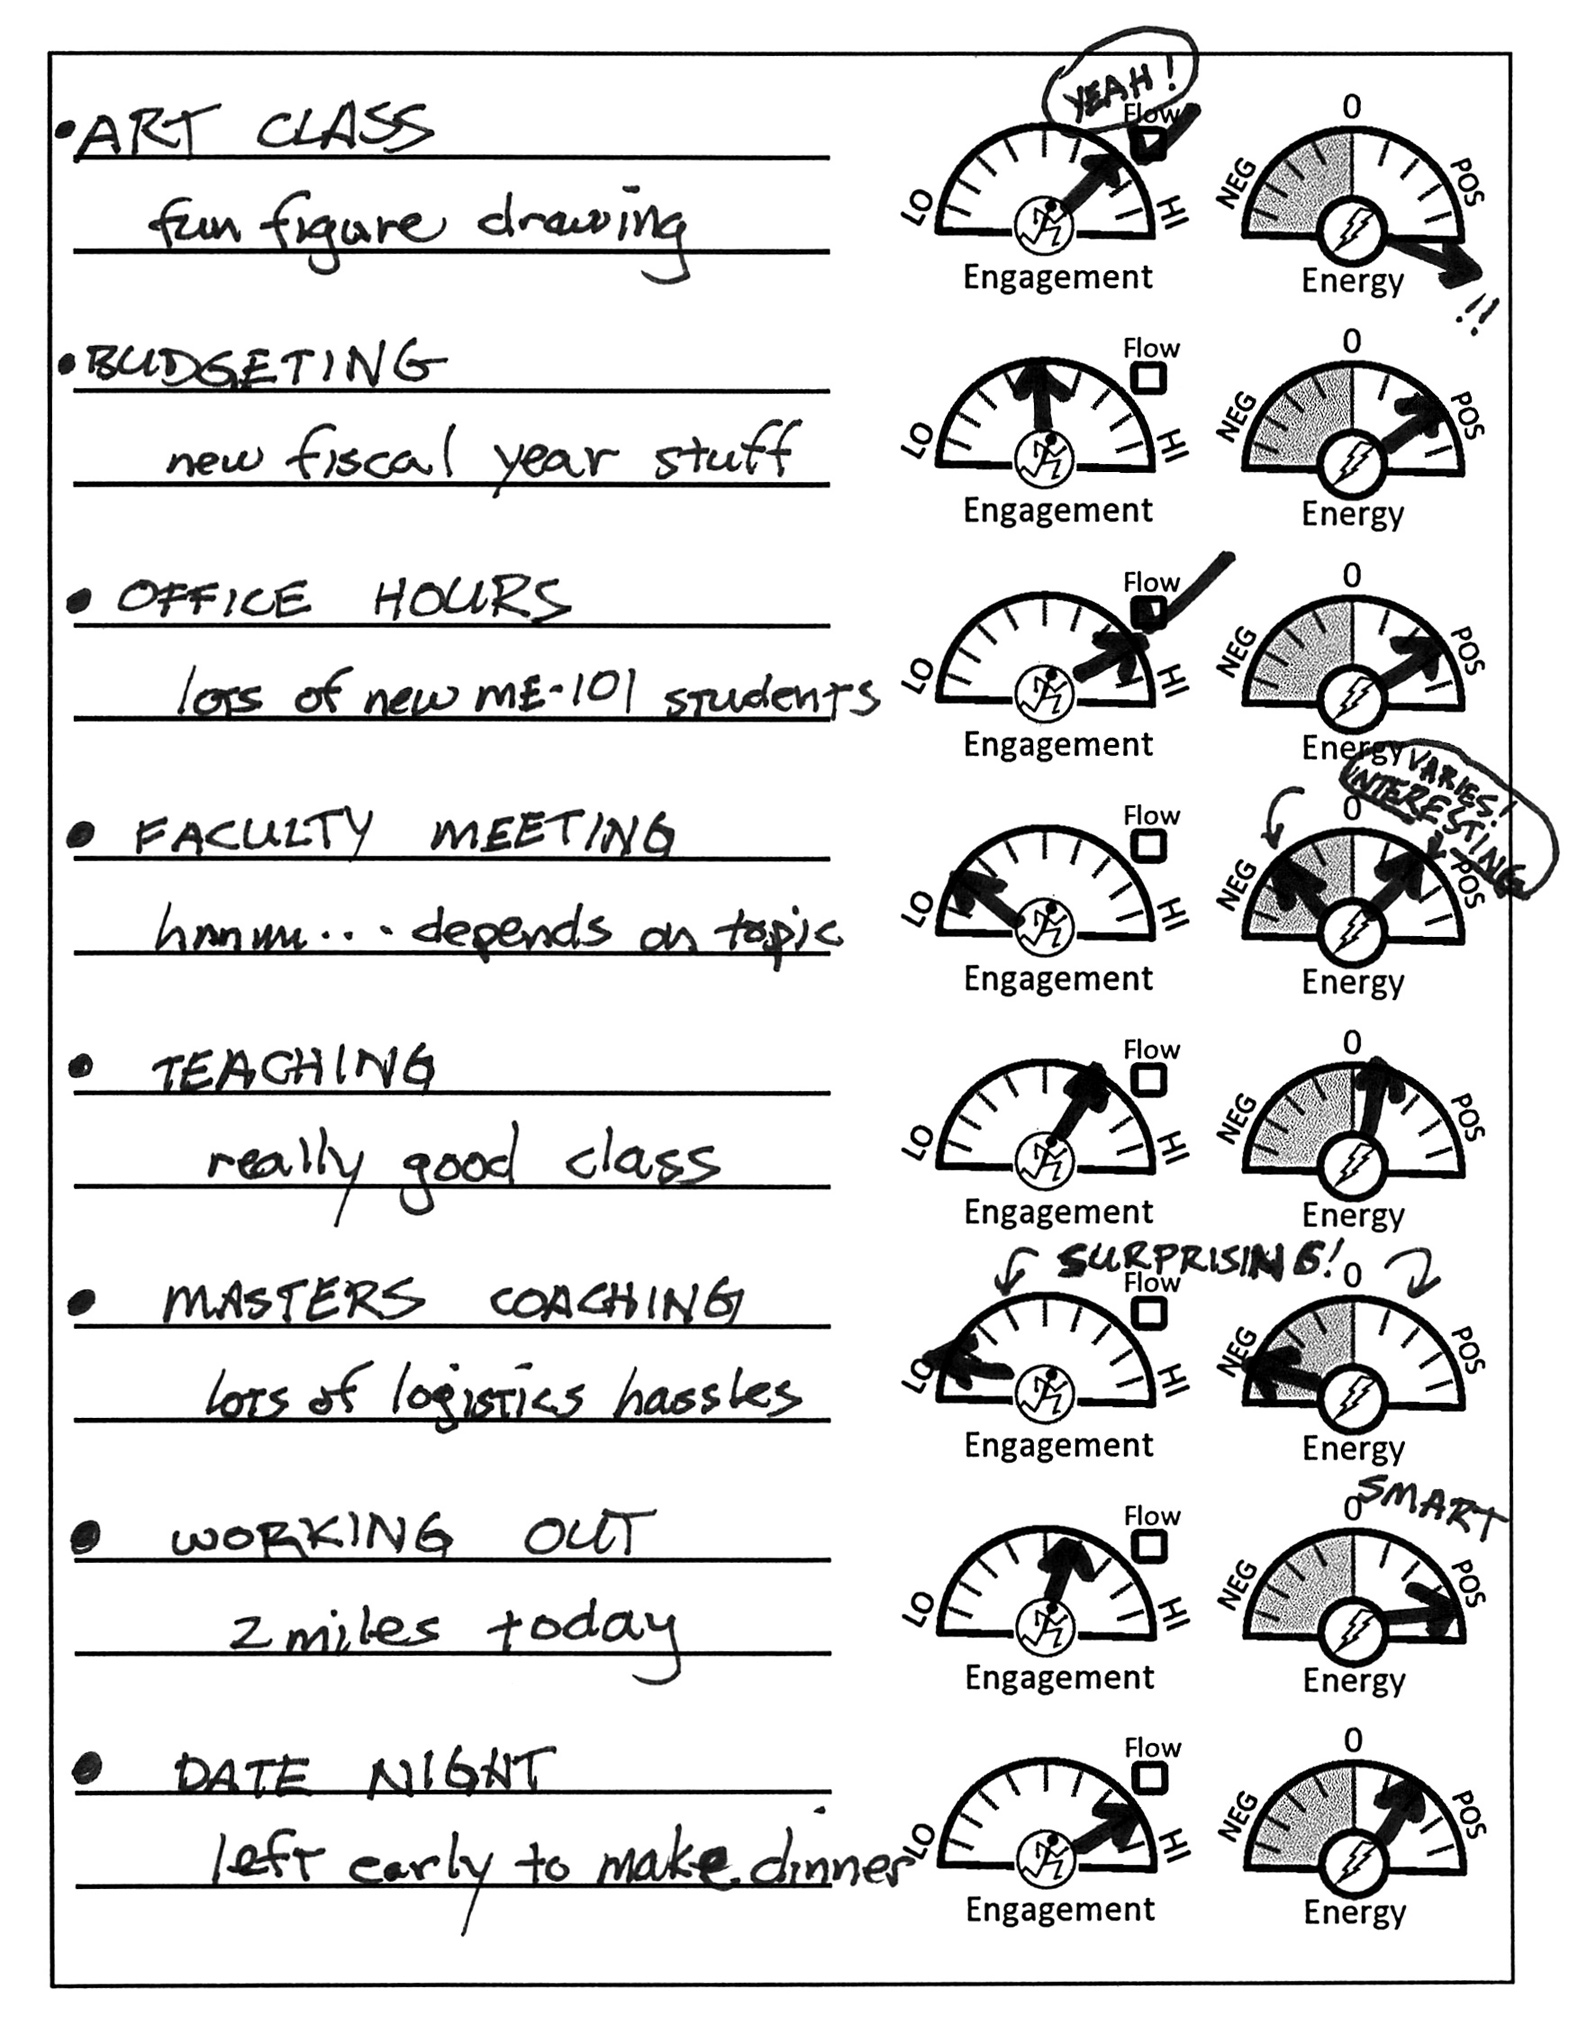 YEAH!
• ART CLASS
Flow
0
LO
HI
NEG
POS
fun figure drawing
Engagement
Energy
!!
• BUDGETING
Flow
0
LO
HI
NEG
POS
new fiscal year stuff
Engagement
Energy
• OFFICE HOURS
Flow
0
LO
HI
NEG
POS
lots of new ME-101 students
Engagement
Energy
VARIES!
INTERESTING
• FACULTY MEETING
Flow
0
LO
HI
NEG
POS
hmmm... depends on topic
Engagement
Energy
• TEACHING
Flow
0
LO
HI
NEG
POS
really good class
Engagement
Energy
SURPRISING!
• MASTERS COACHING
Flow
0
LO
HI
NEG
POS
lots of logistics hassles
Engagement
Energy
SMART
• WORKING OUT
Flow
0
LO
HI
NEG
POS
2 miles today
Engagement
Energy
• DATE NIGHT
Flow
0
LO
HI
NEG
POS
left early to make dinner
Engagement
Energy